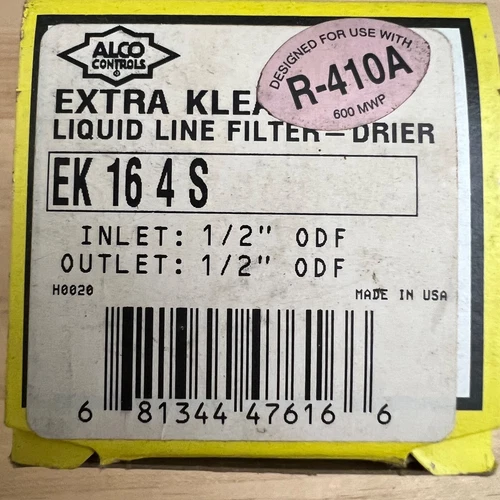 ALCO
CONTROLS
DESIGNED FOR USE WITH
R-410A
600 MWP
EXTRA
LIQUID LINE FILTER-DRIER
EK 16 4 S
INLET: 1/2" ODF
OUTLET: 1/2" ODF
H0020
MADE IN USA
6 81344 47616 6